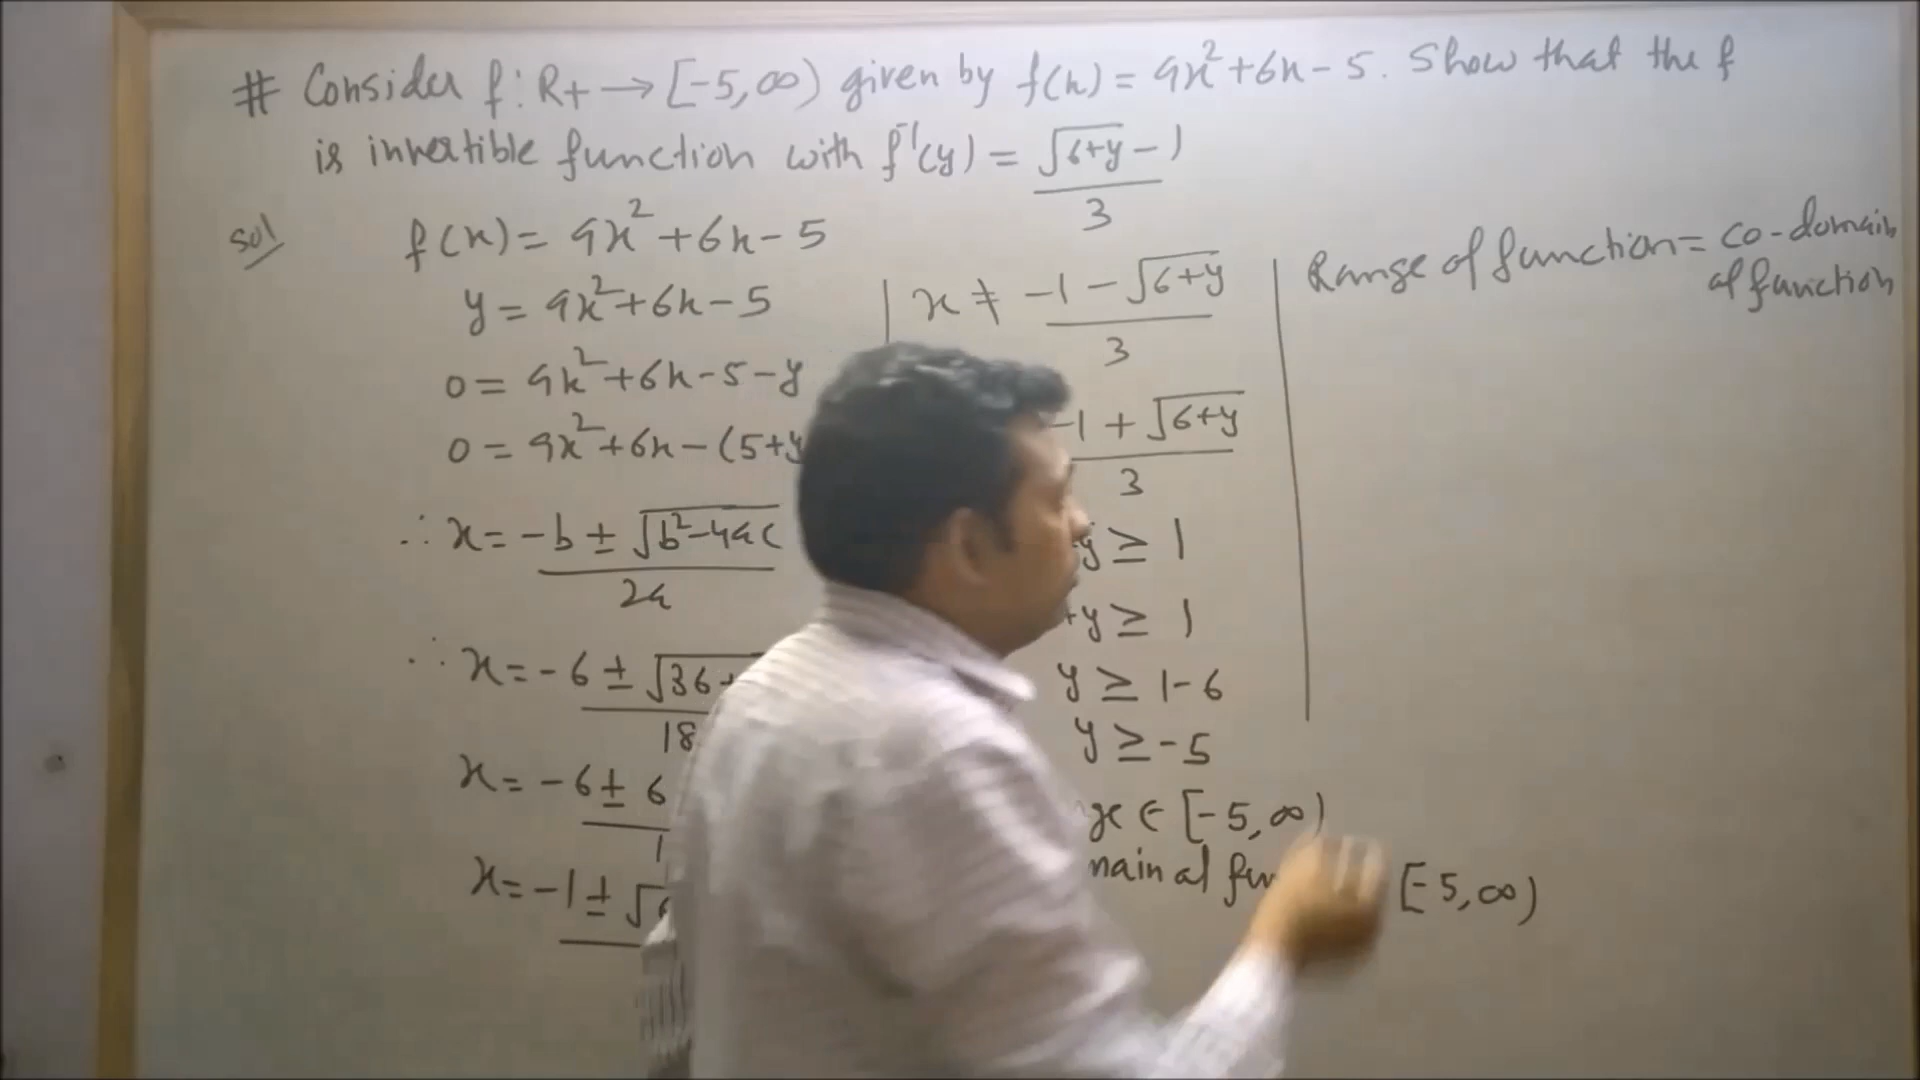 # Consider f: R+ → [-5, ∞) given by f(x) = 9x²+6x-5. Show that the f
is invertible function with f⁻¹(y) = (√(6+y) - 1)/3
Sol
f(x) = 9x²+6x-5
y = 9x²+6x-5
0 = 9x²+6x-5-y
0 = 9x²+6x-(5+y
∴ x = (-b ± √(b²-4ac))/2a
∴ x = -6 ± √36+
18
x = -6 ± 6
x = -1 ± √6
x ≠ (-1 - √(6+y))/3
(-1 + √(6+y))/3
y ≥ 1
+y ≥ 1
y ≥ 1-6
y ≥ -5
∈ [-5, ∞)
main of fun [-5, ∞)
Range of function = Co-domain
of function